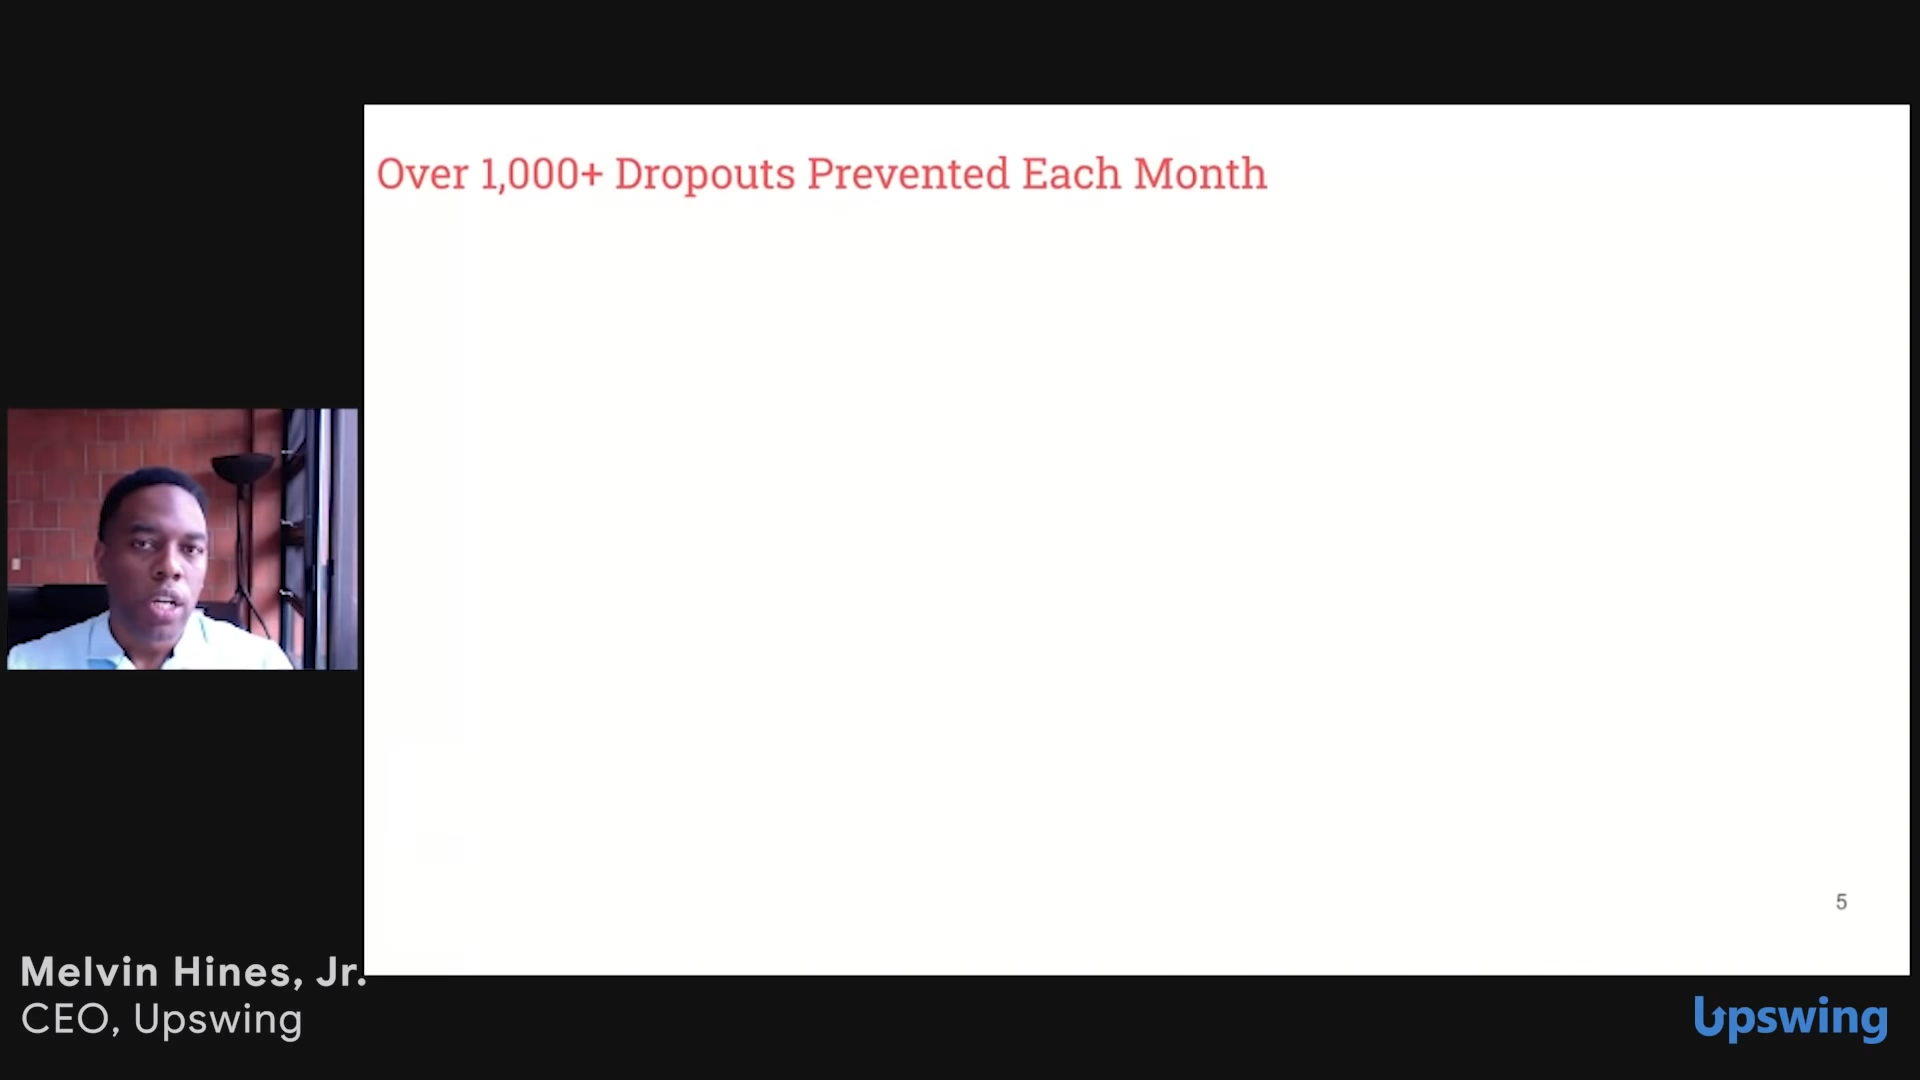 Over 1,000+ Dropouts Prevented Each Month
5
Melvin Hines, Jr.
CEO, Upswing
Upswing